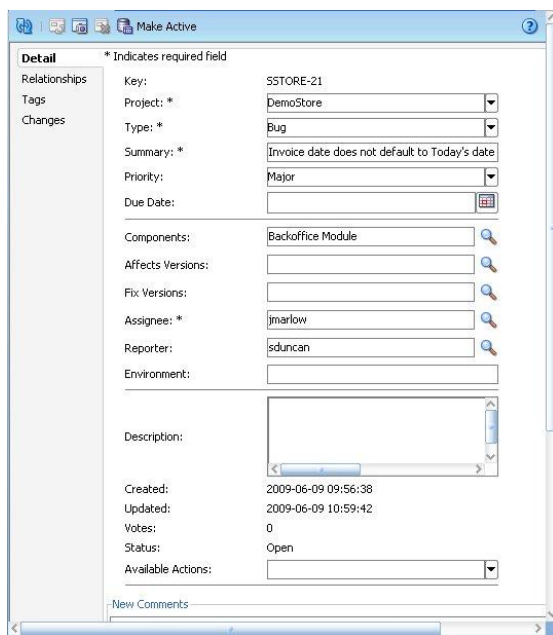 Make Active
Detail
Relationships
Tags
Changes
* Indicates required field
Key: SSTORE-21
Project: * DemoStore
Type: * Bug
Summary: * Invoice date does not default to Today's date
Priority: Major
Due Date:
Components: Backoffice Module
Affects Versions:
Fix Versions:
Assignee: * jmarlow
Reporter: sduncan
Environment:
Description:
Created: 2009-06-09 09:56:38
Updated: 2009-06-09 10:59:42
Votes: 0
Status: Open
Available Actions:
New Comments